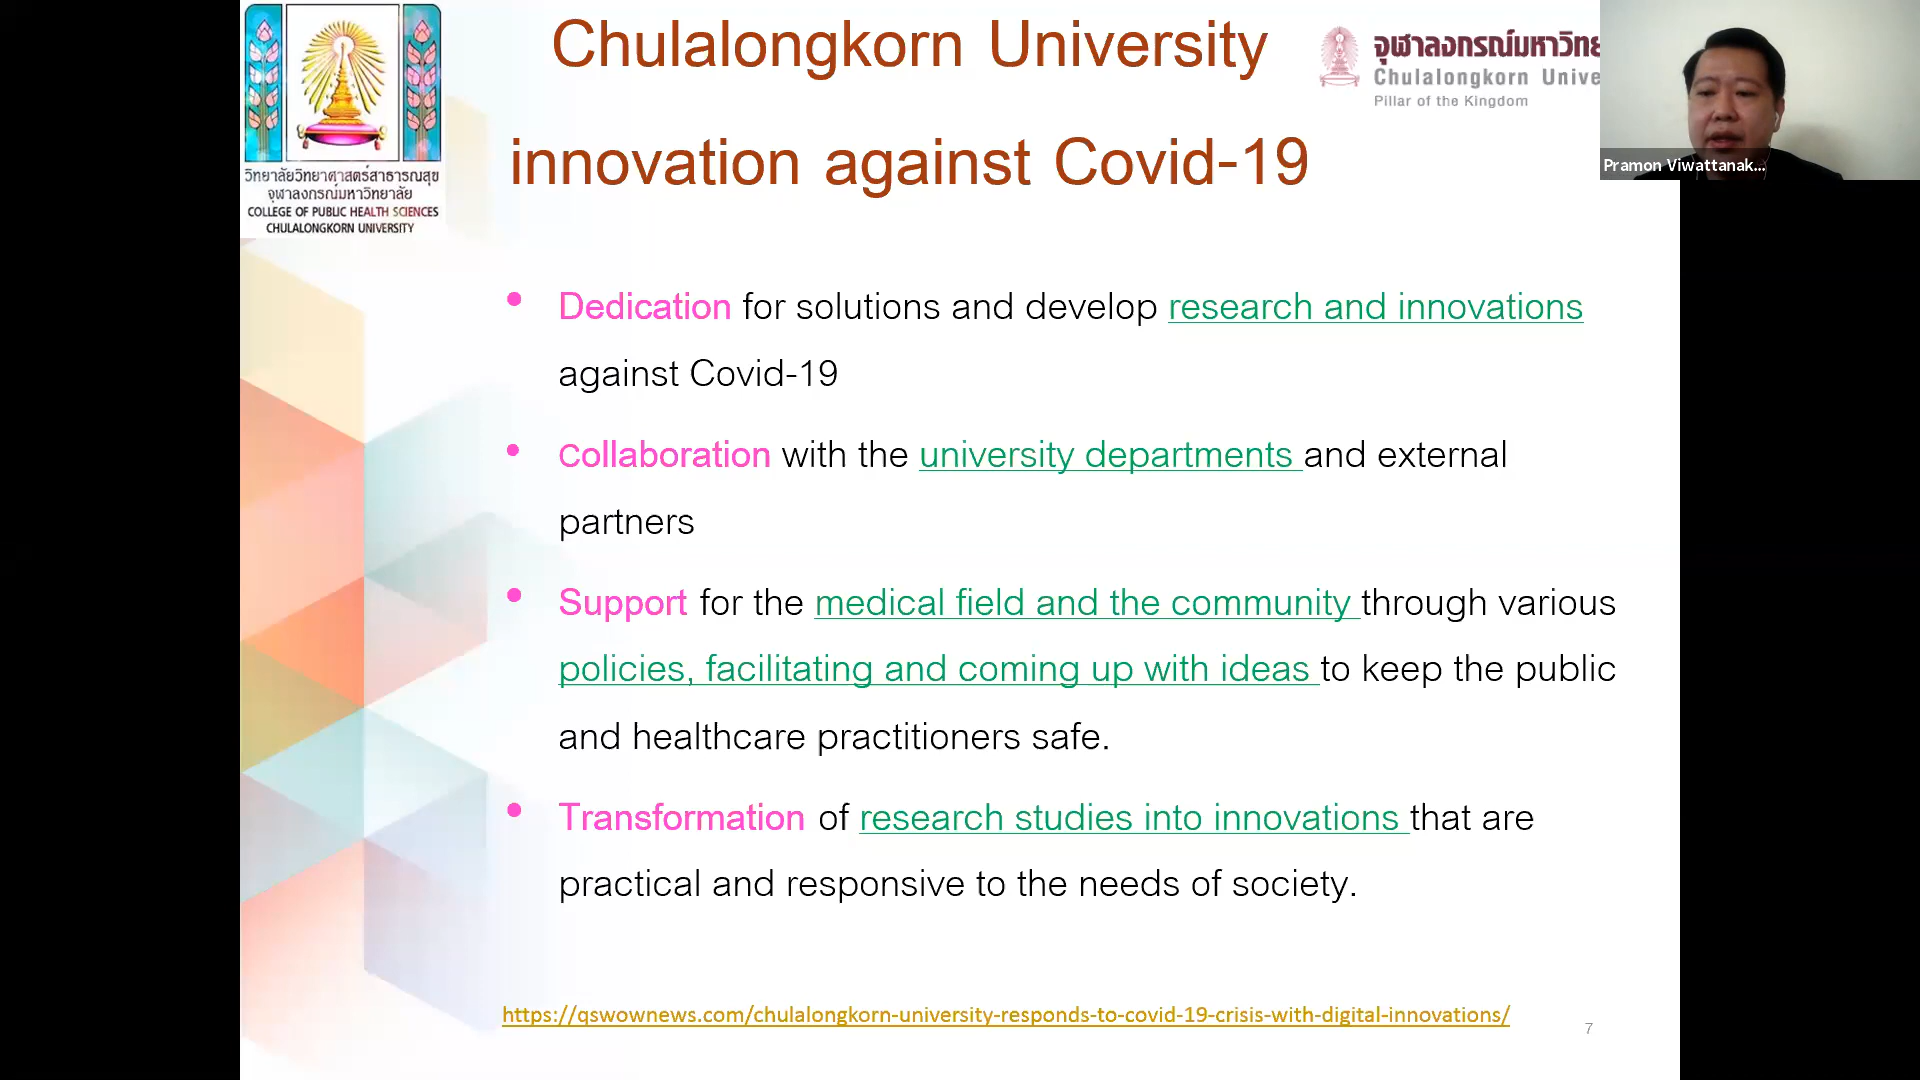 Chulalongkorn University
innovation against Covid-19
วิทยาลัยวิทยาศาสตร์สาธารณสุข
จุฬาลงกรณ์มหาวิทยาลัย
COLLEGE OF PUBLIC HEALTH SCIENCES
CHULALONGKORN UNIVERSITY
จุฬาลงกรณ์มหาวิทย
Chulalongkorn Unive
Pillar of the Kingdom
Pramon Viwattanak...
• Dedication for solutions and develop research and innovations
against Covid-19
• Collaboration with the university departments and external
partners
• Support for the medical field and the community through various
policies, facilitating and coming up with ideas to keep the public
and healthcare practitioners safe.
• Transformation of research studies into innovations that are
practical and responsive to the needs of society.
https://qswownews.com/chulalongkorn-university-responds-to-covid-19-crisis-with-digital-innovations/
7